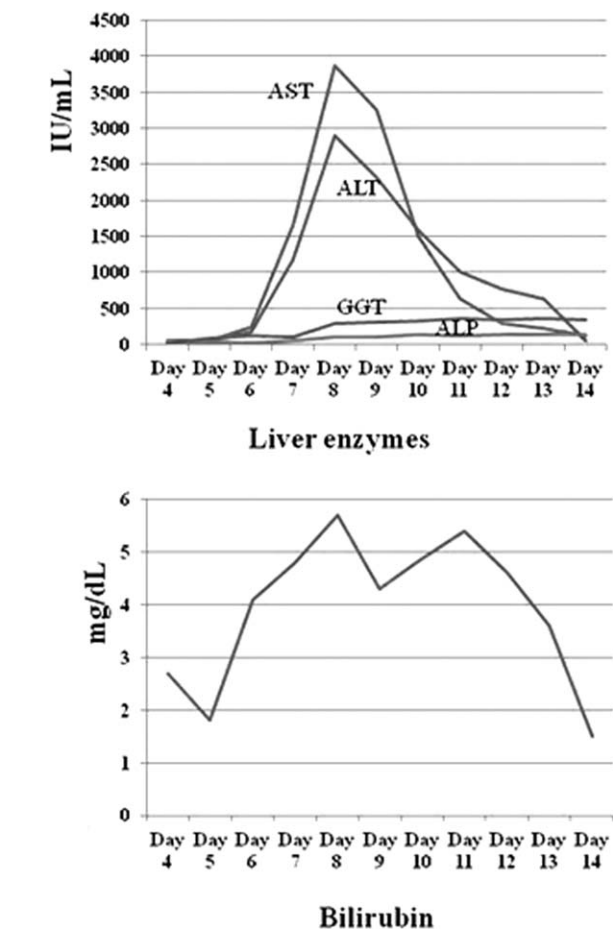 4500
4000
3500
3000
2500
2000
1500
1000
500
0
IU/mL
AST
ALT
GGT
ALP
Day Day Day Day Day Day Day Day Day Day Day
4 5 6 7 8 9 10 11 12 13 14
Liver enzymes
6
5
4
3
2
1
0
mg/dL
Day Day Day Day Day Day Day Day Day Day Day
4 5 6 7 8 9 10 11 12 13 14
Bilirubin